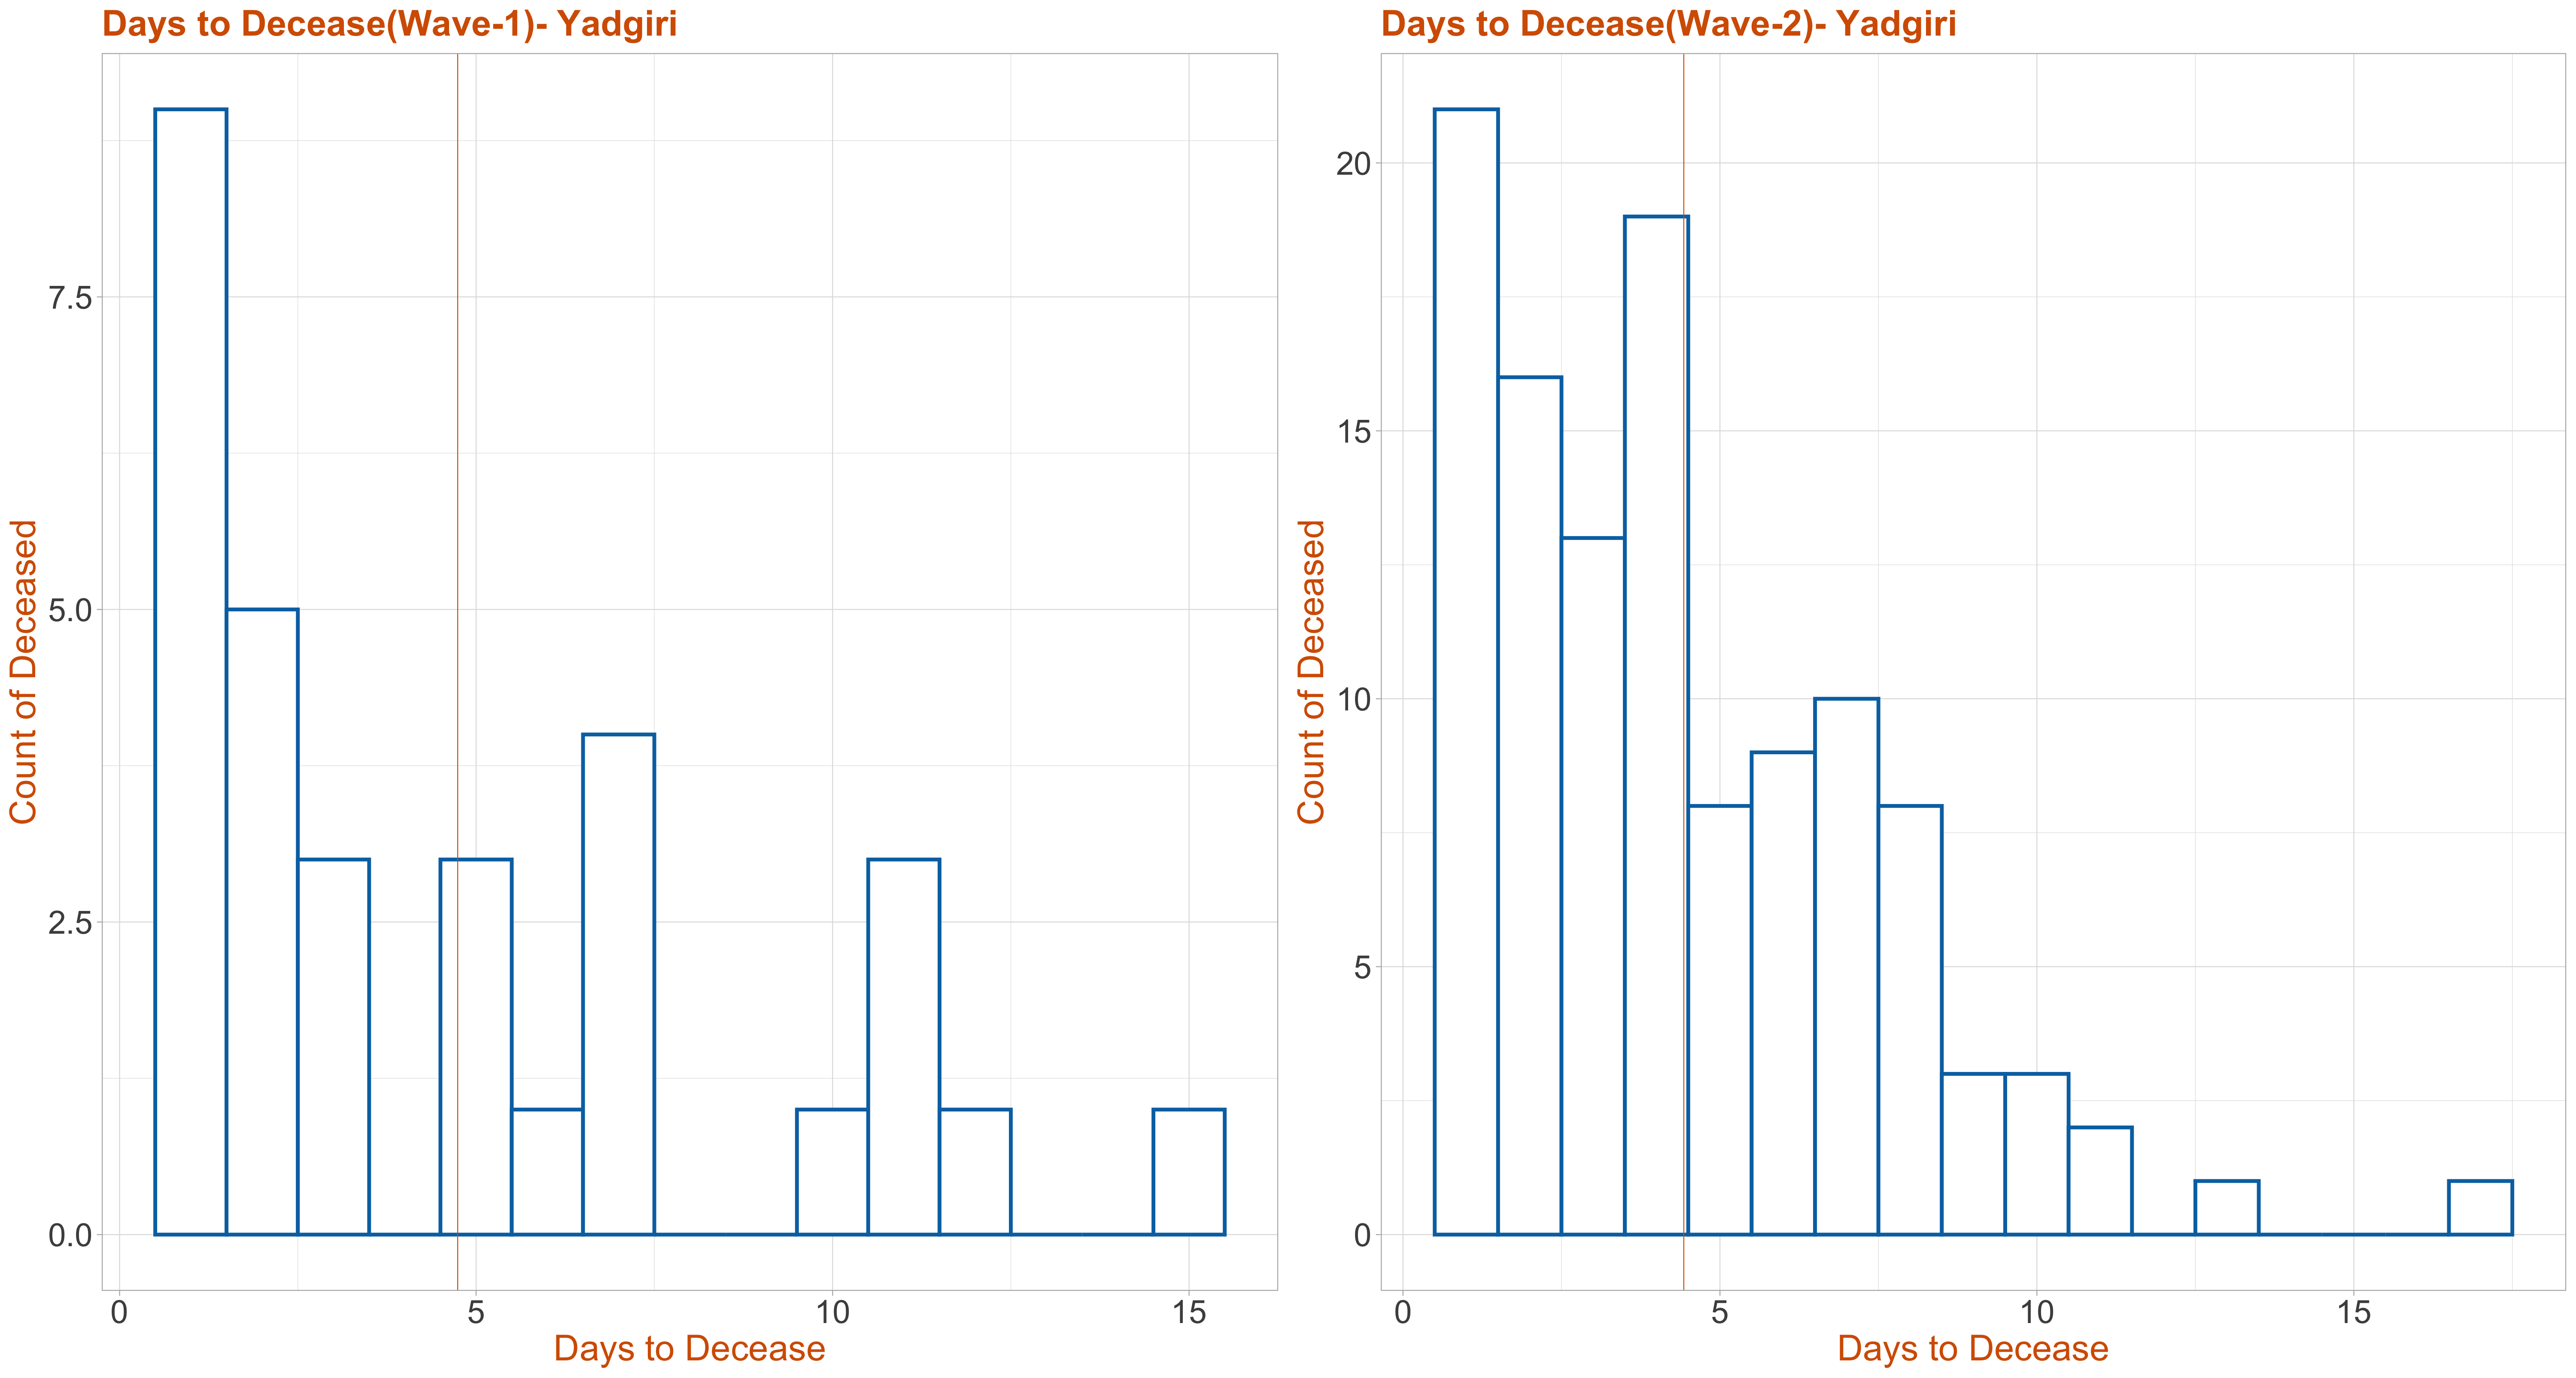 Days to Decease(Wave-1)- Yadgiri
Count of Deceased
7.5
5.0
2.5
0.0
0 5 10 15
Days to Decease
Days to Decease(Wave-2)- Yadgiri
Count of Deceased
20
15
10
5
0
0 5 10 15
Days to Decease